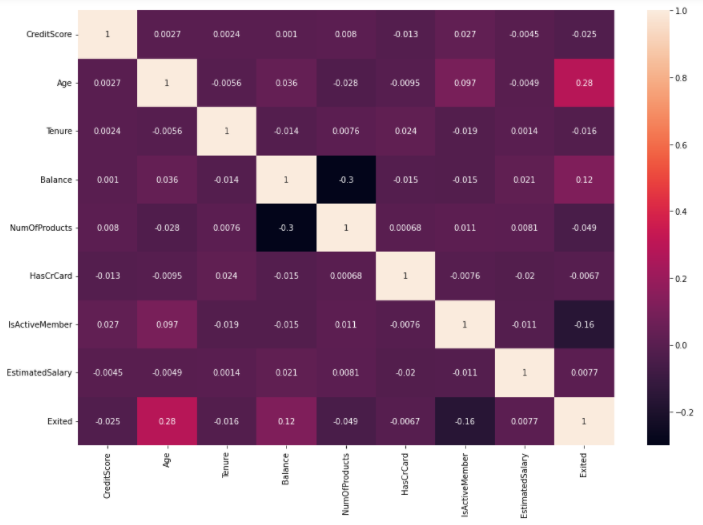 CreditScore 1 0.0027 0.0024 0.001 0.008 -0.013 0.027 -0.0045 -0.025
Age 0.0027 1 -0.0056 0.036 -0.028 -0.0095 0.097 -0.0049 0.28
Tenure 0.0024 -0.0056 1 -0.014 0.0076 0.024 -0.019 0.0014 -0.016
Balance 0.001 0.036 -0.014 1 -0.3 -0.015 -0.015 0.021 0.12
NumOfProducts 0.008 -0.028 0.0076 -0.3 1 0.00068 0.011 0.0081 -0.049
HasCrCard -0.013 -0.0095 0.024 -0.015 0.00068 1 -0.0076 -0.02 -0.0067
IsActiveMember 0.027 0.097 -0.019 -0.015 0.011 -0.0076 1 -0.011 -0.16
EstimatedSalary -0.0045 -0.0049 0.0014 0.021 0.0081 -0.02 -0.011 1 0.0077
Exited -0.025 0.28 -0.016 0.12 -0.049 -0.0067 -0.16 0.0077 1
CreditScore
Age
Tenure
Balance
NumOfProducts
HasCrCard
IsActiveMember
EstimatedSalary
Exited
1.0
0.8
0.6
0.4
0.2
0.0
−0.2